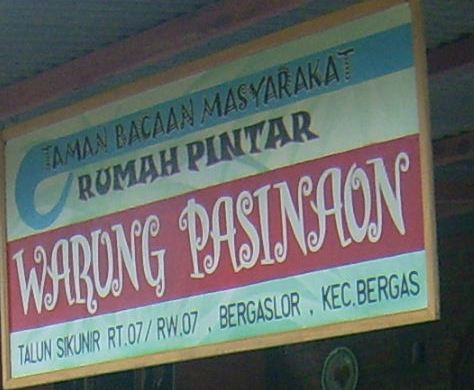 TAMAN BACAAN MASYARAKAT
RUMAH PINTAR
WARUNG PASINAON
TALUN SIKUNIR RT.07/ RW.07 , BERGASLOR , KEC.BERGAS